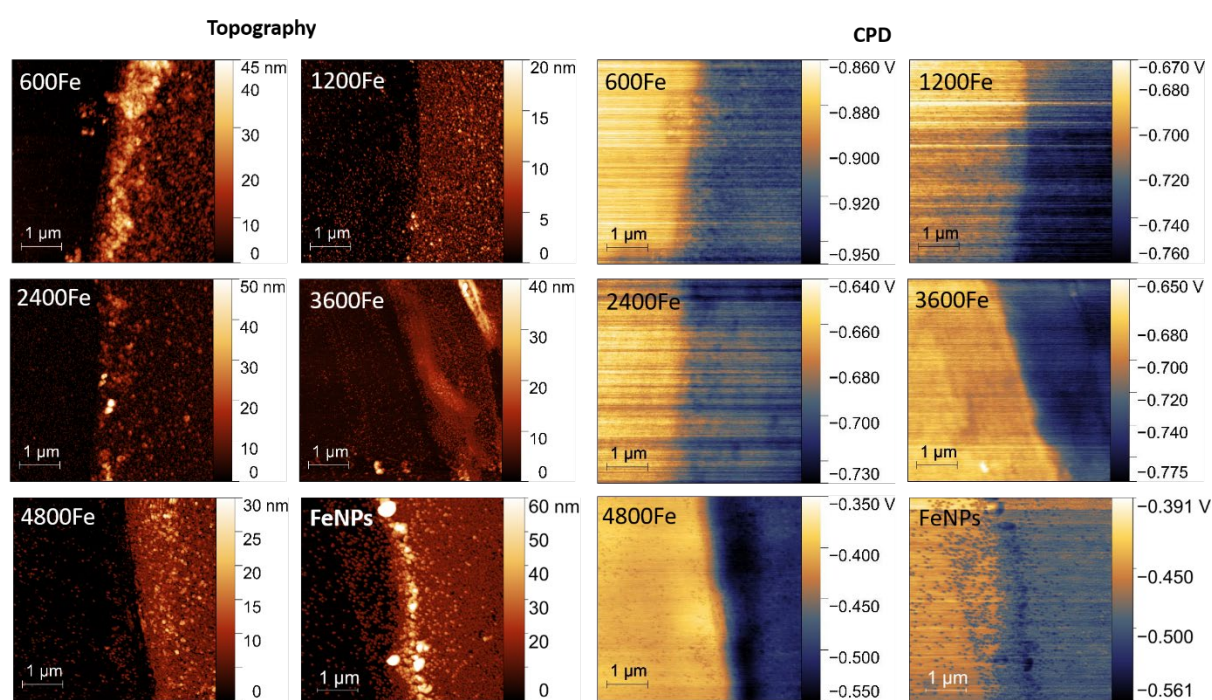 Topography
CPD
600Fe
45 nm
30
20
10
0
1 µm
1200Fe
20 nm
15
10
5
0
1 µm
600Fe
−0.860 V
−0.880
−0.900
−0.920
−0.950
1 µm
1200Fe
−0.670 V
−0.680
−0.700
−0.720
−0.740
−0.760
1 µm
2400Fe
50 nm
40
30
20
10
0
1 µm
3600Fe
40 nm
30
20
10
0
1 µm
2400Fe
−0.640 V
−0.660
−0.680
−0.700
−0.730
1 µm
3600Fe
−0.650 V
−0.680
−0.700
−0.720
−0.740
−0.775
1 µm
4800Fe
30 nm
25
20
15
10
5
0
1 µm
FeNPs
60 nm
50
40
30
20
10
0
1 µm
4800Fe
−0.350 V
−0.400
−0.450
−0.500
−0.550
1 µm
FeNPs
−0.391 V
−0.450
−0.500
−0.561
1 µm